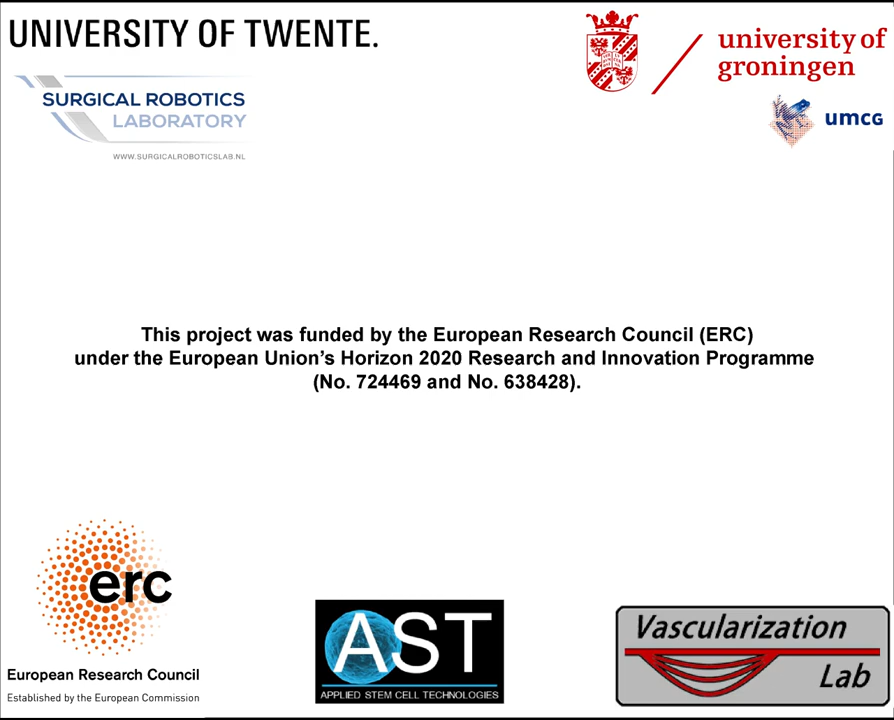 UNIVERSITY OF TWENTE.
university of
groningen
SURGICAL ROBOTICS
LABORATORY
WWW.SURGICALROBOTICSLAB.NL
umcg
This project was funded by the European Research Council (ERC)
under the European Union’s Horizon 2020 Research and Innovation Programme
(No. 724469 and No. 638428).
erc
European Research Council
Established by the European Commission
AST
APPLIED STEM CELL TECHNOLOGIES
Vascularization
Lab